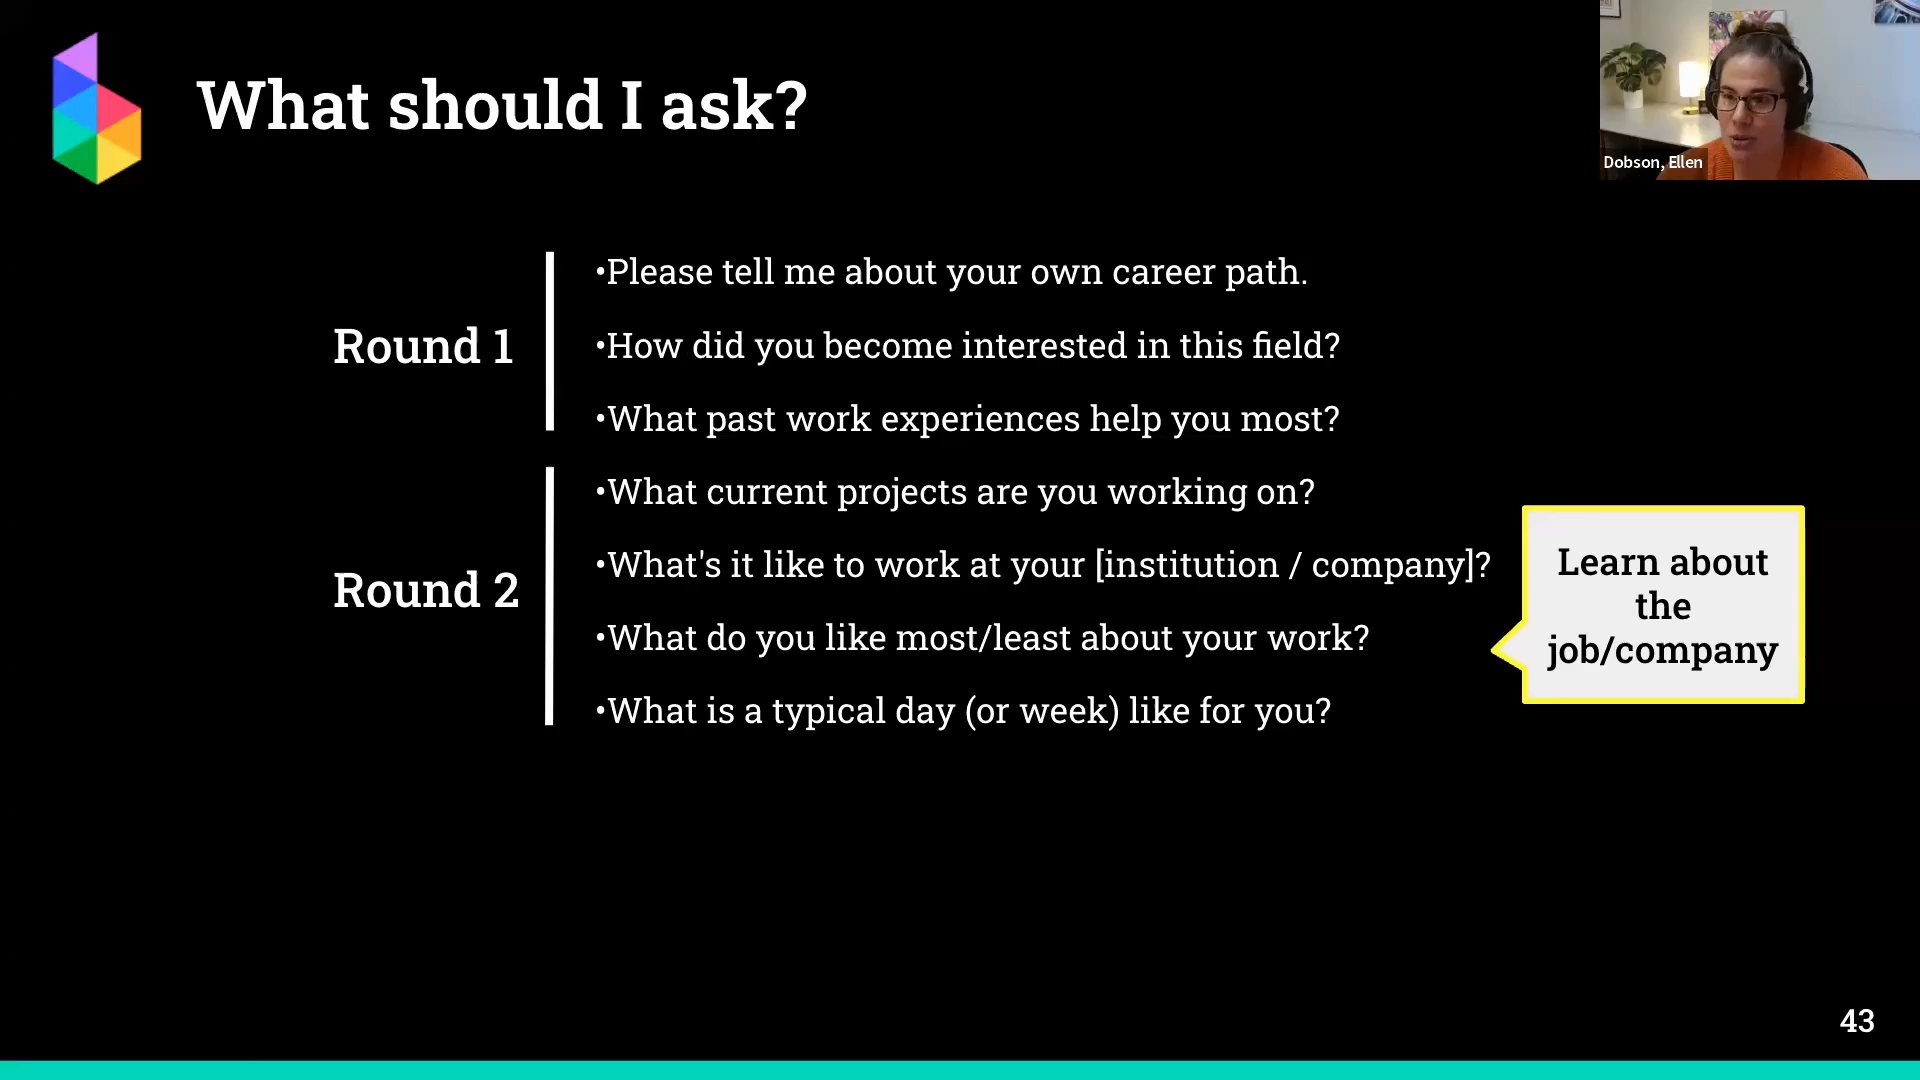 What should I ask?
Dobson, Ellen
Round 1
•Please tell me about your own career path.
•How did you become interested in this field?
•What past work experiences help you most?
Round 2
•What current projects are you working on?
•What's it like to work at your [institution / company]?
•What do you like most/least about your work?
•What is a typical day (or week) like for you?
Learn about
the
job/company
43